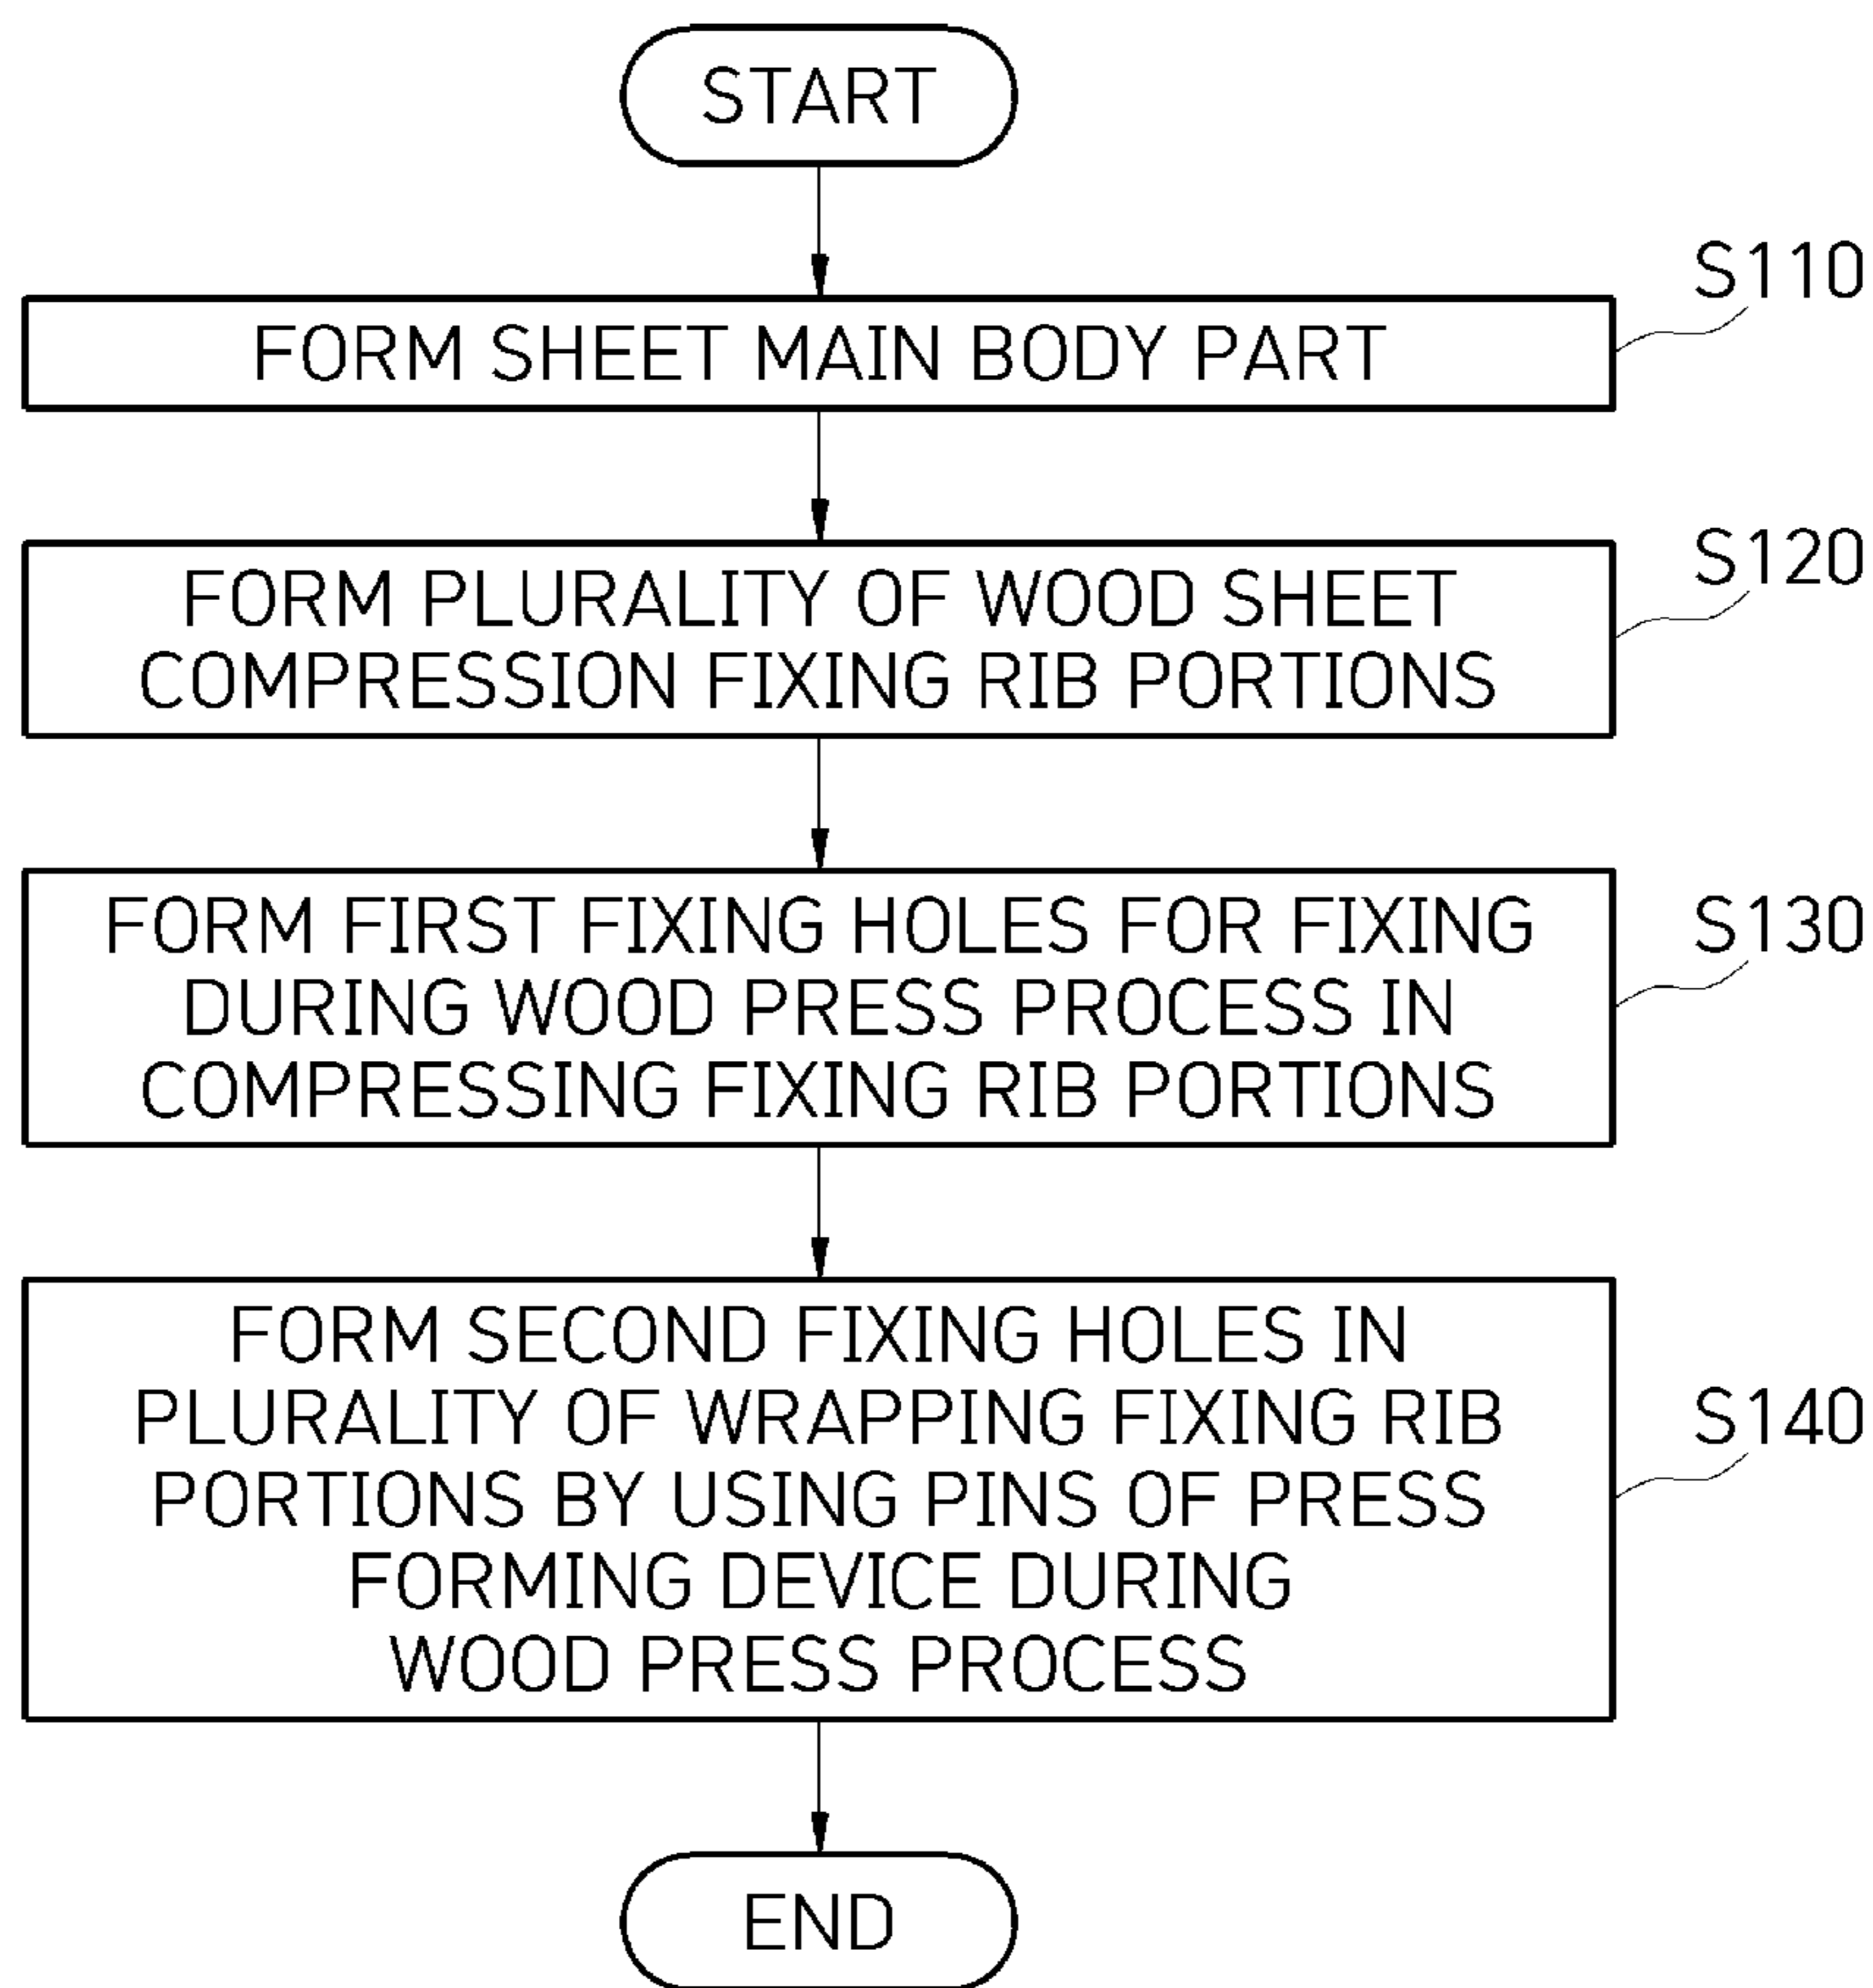 START
S110
FORM SHEET MAIN BODY PART
S120
FORM PLURALITY OF WOOD SHEET
COMPRESSION FIXING RIB PORTIONS
S130
FORM FIRST FIXING HOLES FOR FIXING
DURING WOOD PRESS PROCESS IN
COMPRESSING FIXING RIB PORTIONS
S140
FORM SECOND FIXING HOLES IN
PLURALITY OF WRAPPING FIXING RIB
PORTIONS BY USING PINS OF PRESS
FORMING DEVICE DURING
WOOD PRESS PROCESS
END